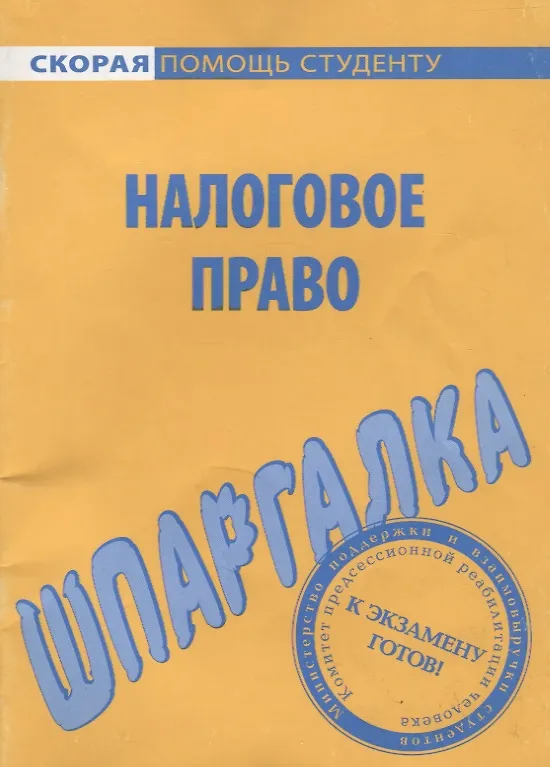 СКОРАЯ ПОМОЩЬ СТУДЕНТУ
НАЛОГОВОЕ
ПРАВО
ШПАРГАЛКА
Министерство поддержки и взаимовыручки студентов
Комитет предсессионной реабилитации человека
К ЭКЗАМЕНУ
ГОТОВ!